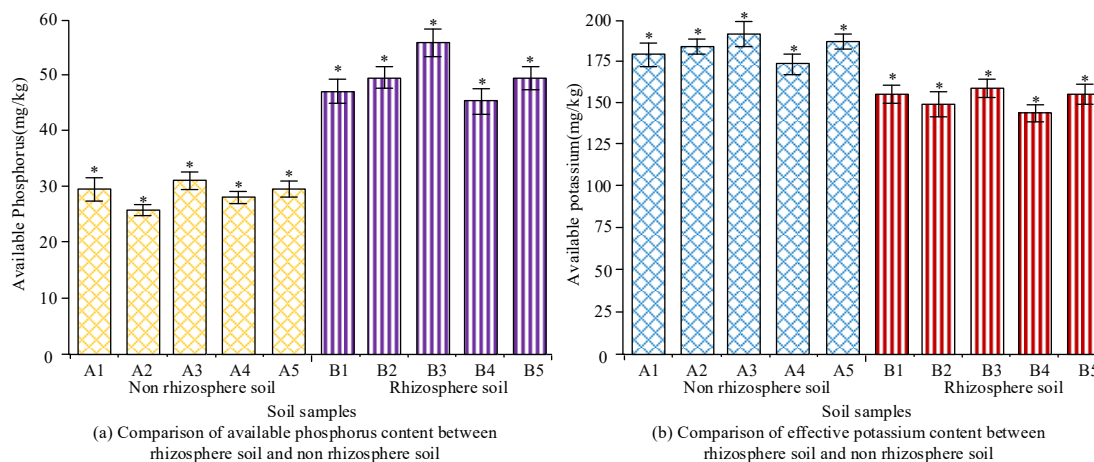 60
50
40
30
20
10
0
Available Phosphorus(mg/kg)
* * * * * * * * * *
A1 A2 A3 A4 A5 B1 B2 B3 B4 B5
Non rhizosphere soil Rhizosphere soil
Soil samples
(a) Comparison of available phosphorus content between
rhizosphere soil and non rhizosphere soil
200
175
150
125
100
75
50
25
0
Available potassium(mg/kg)
* * * * * * * * * *
A1 A2 A3 A4 A5 B1 B2 B3 B4 B5
Non rhizosphere soil Rhizosphere soil
Soil samples
(b) Comparison of effective potassium content between
rhizosphere soil and non rhizosphere soil